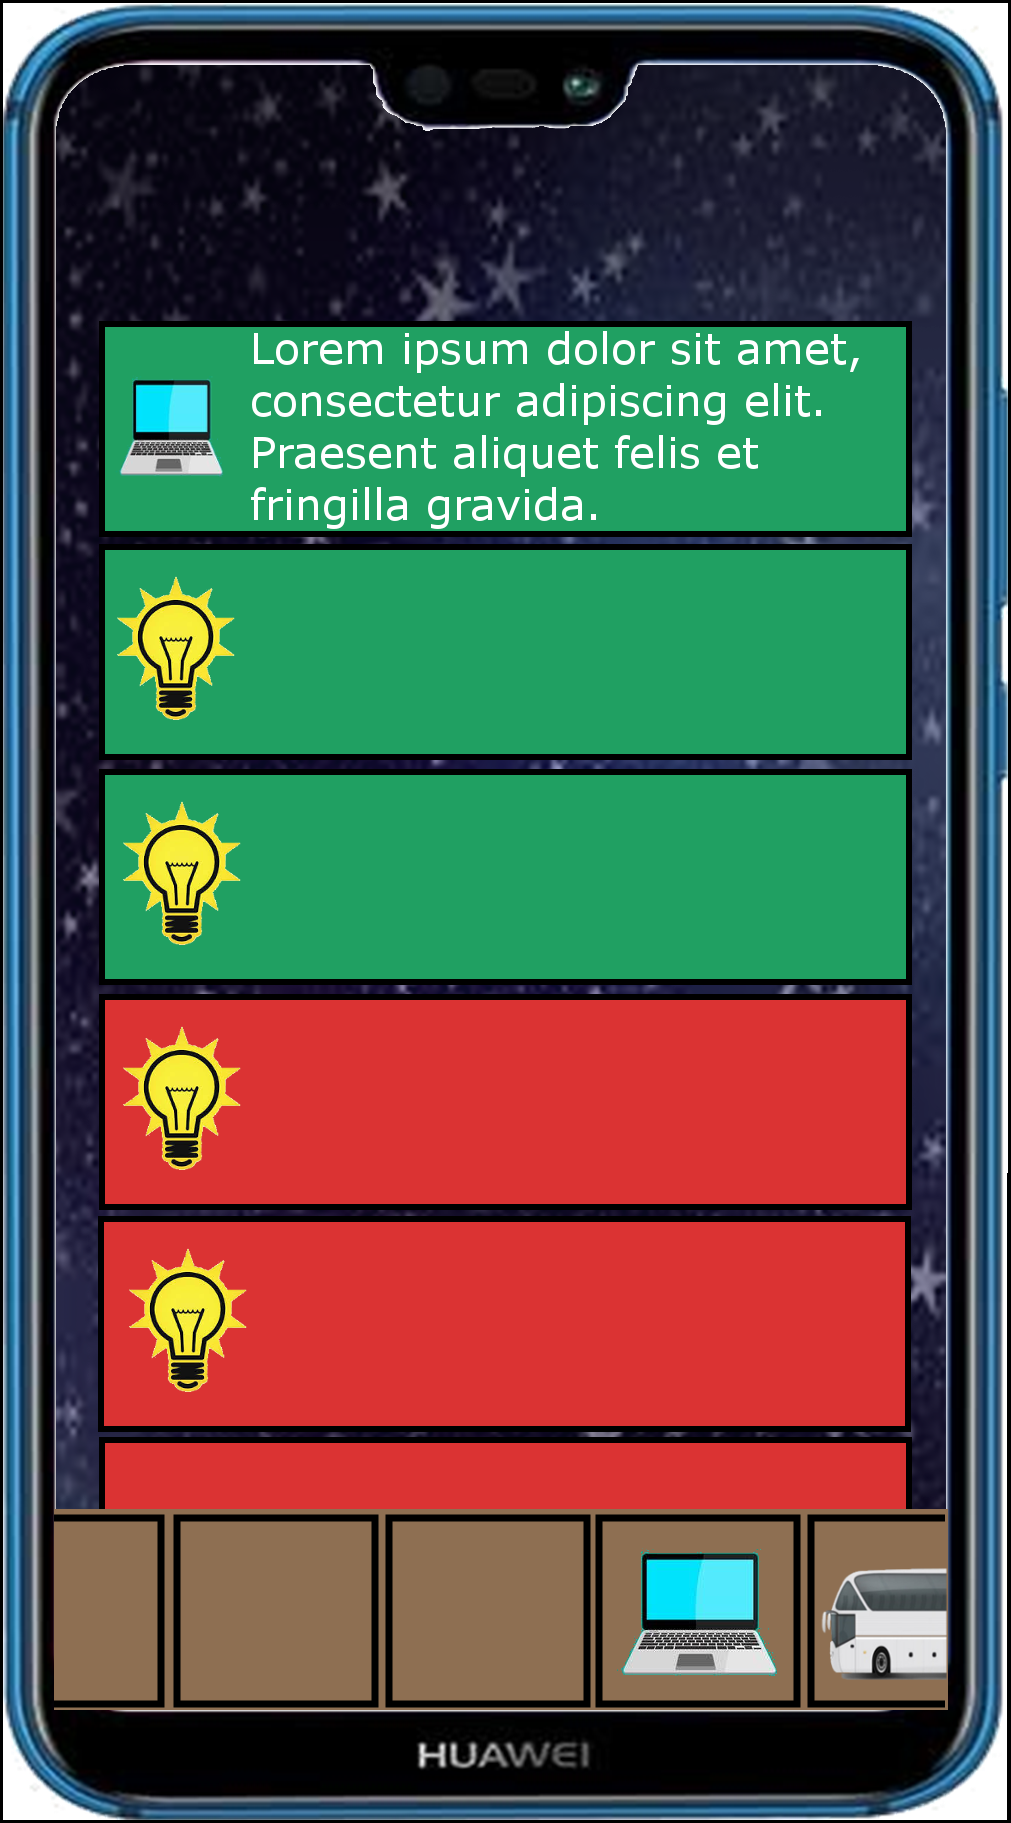 Lorem ipsum dolor sit amet,
consectetur adipiscing elit.
Praesent aliquet felis et
fringilla gravida.
HUAWEI